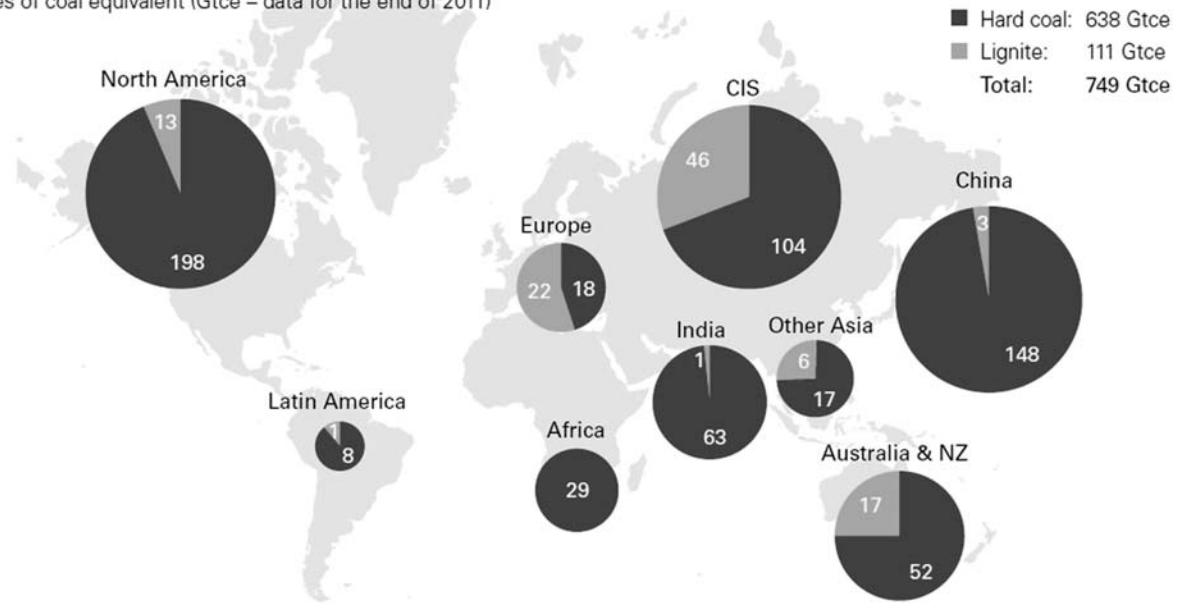 es of coal equivalent (Gtce – data for the end of 2011)
Hard coal: 638 Gtce
Lignite: 111 Gtce
Total: 749 Gtce
North America
13
198
CIS
46
104
China
3
148
Europe
22 18
India
1
63
Other Asia
6
17
Latin America
1
8
Africa
29
Australia & NZ
17
52